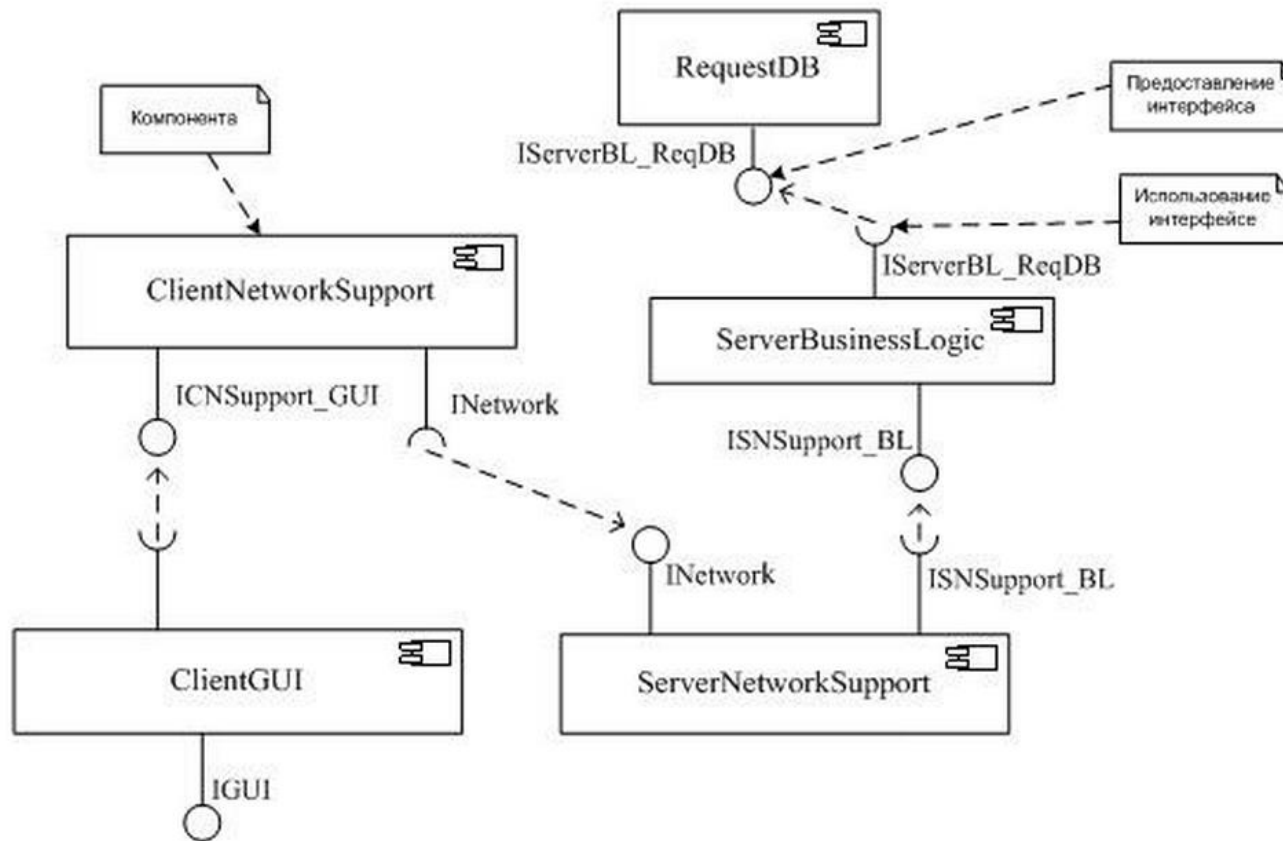 RequestDB
Предоставление
интерфейса
Компонента
IServerBL_ReqDB
Использование
интерфейсе
ClientNetworkSupport
IServerBL_ReqDB
ServerBusinessLogic
ICNSupport_GUI
INetwork
ISNSupport_BL
INetwork
ISNSupport_BL
ClientGUI
ServerNetworkSupport
IGUI